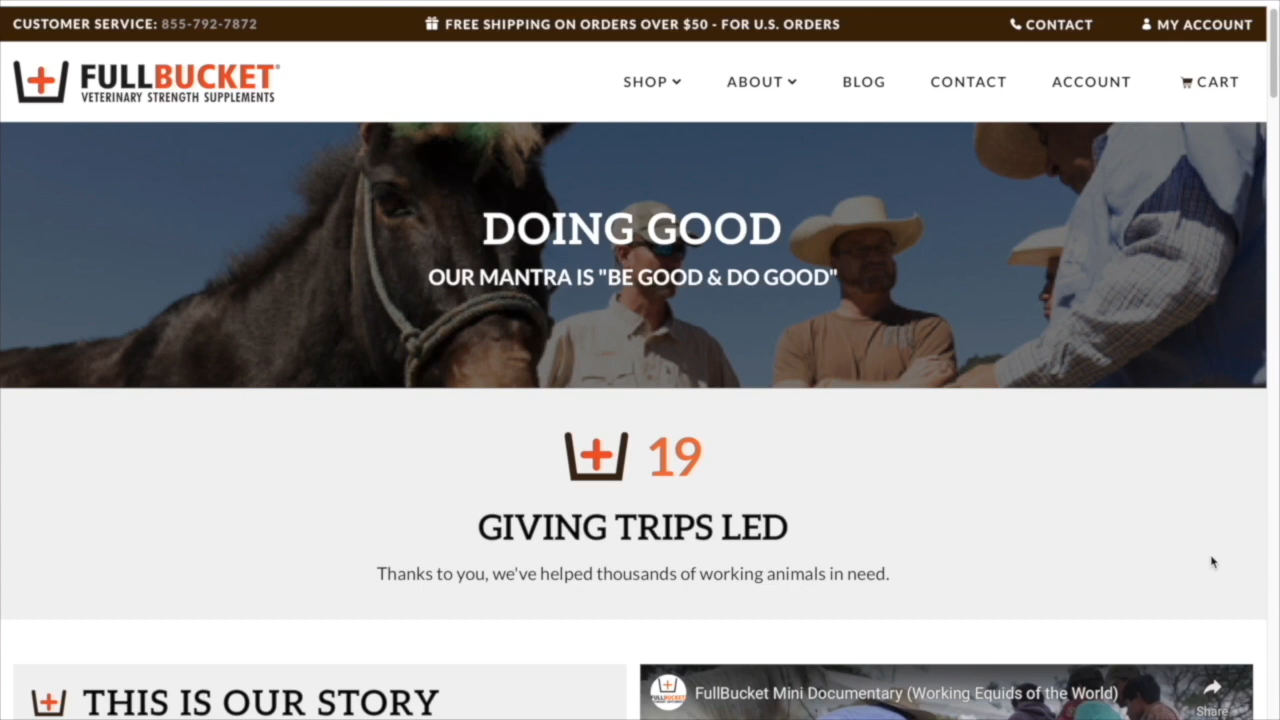 CUSTOMER SERVICE: 855-792-7872
FREE SHIPPING ON ORDERS OVER $50 - FOR U.S. ORDERS
CONTACT
MY ACCOUNT
FULLBUCKET®
VETERINARY STRENGTH SUPPLEMENTS
SHOP
ABOUT
BLOG
CONTACT
ACCOUNT
CART
DOING GOOD
OUR MANTRA IS "BE GOOD & DO GOOD"
19
GIVING TRIPS LED
Thanks to you, we've helped thousands of working animals in need.
THIS IS OUR STORY
FULLBUCKET
FullBucket Mini Documentary (Working Equids of the World)
Share